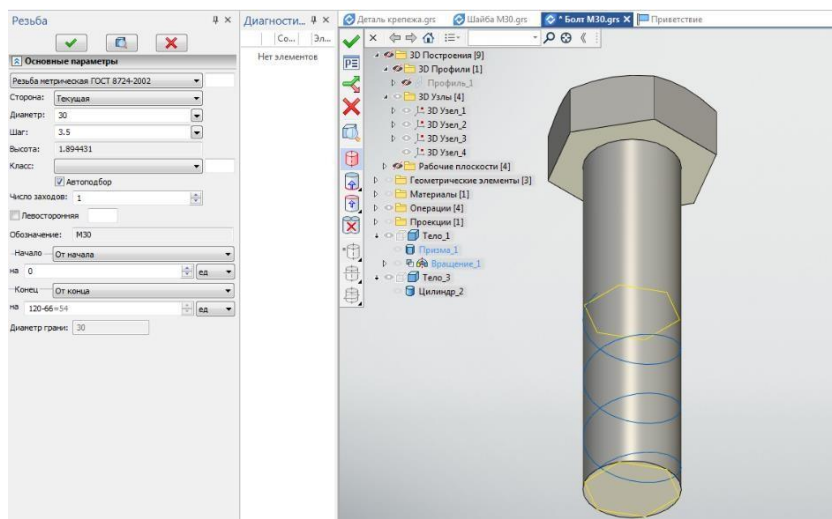 Резьба
Основные параметры
Резьба метрическая ГОСТ 8724-2002
Сторона: Текущая
Диаметр: 30
Шаг: 3.5
Высота: 1.894431
Класс:
Автоподбор
Число заходов: 1
Левосторонняя
Обозначение: M30
Начало От начала
на 0 ед
Конец От конца
на 120-66=54 ед
Диаметр грани: 30
Диагности...
Со... Эл...
Нет элементов
Деталь крепежа.grs Шайба М30.grs * Болт М30.grs X Приветствие
3D Построения [9]
3D Профили [1]
Профиль_1
3D Узлы [4]
3D Узел_1
3D Узел_2
3D Узел_3
3D Узел_4
Рабочие плоскости [4]
Геометрические элементы [3]
Материалы [1]
Операции [4]
Проекции [1]
Тело_1
Призма_1
Вращение_1
Тело_3
Цилиндр_2